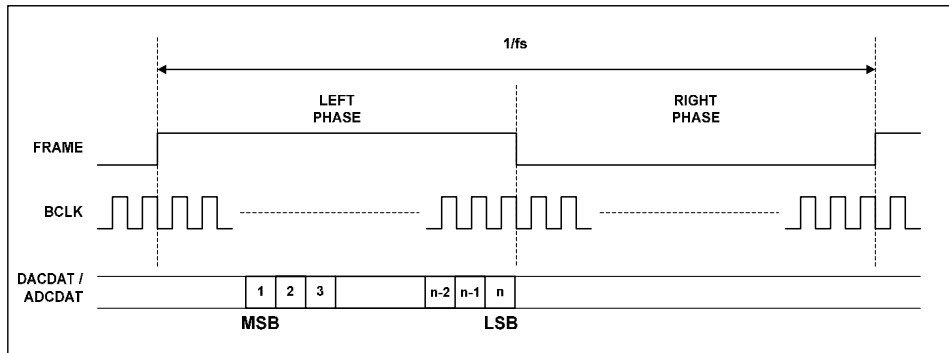 1/fs
LEFT
PHASE
RIGHT
PHASE
FRAME
BCLK
DACDAT /
ADCDAT
1 2 3 n-2 n-1 n
MSB LSB